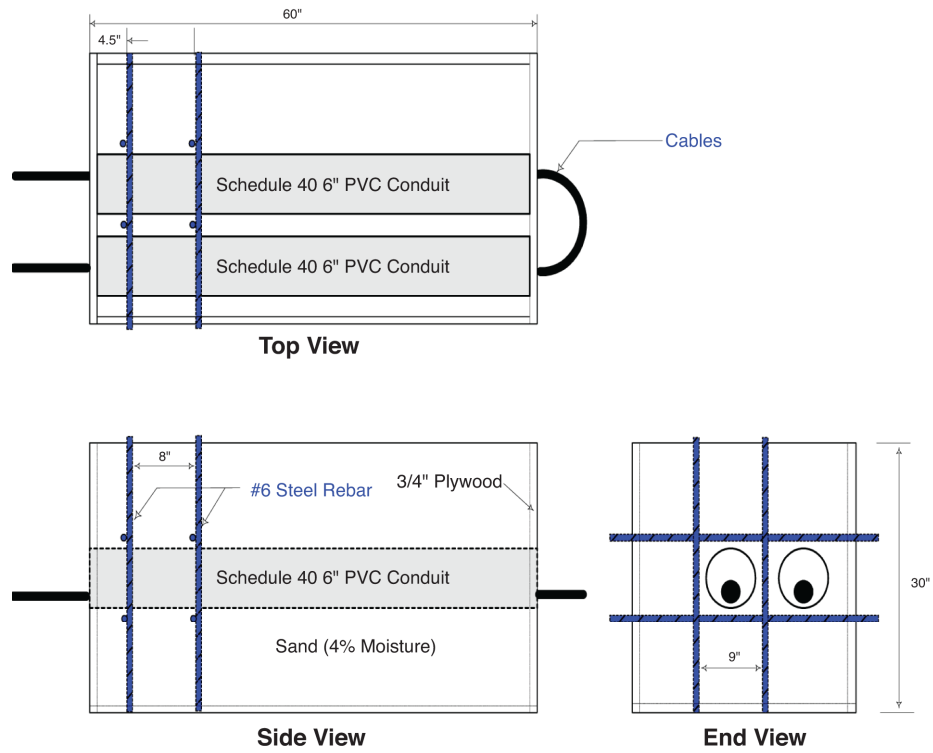 60"
4.5"
Cables
Schedule 40 6" PVC Conduit
Schedule 40 6" PVC Conduit
Top View
8"
#6 Steel Rebar
3/4" Plywood
Schedule 40 6" PVC Conduit
Sand (4% Moisture)
Side View
30"
9"
End View